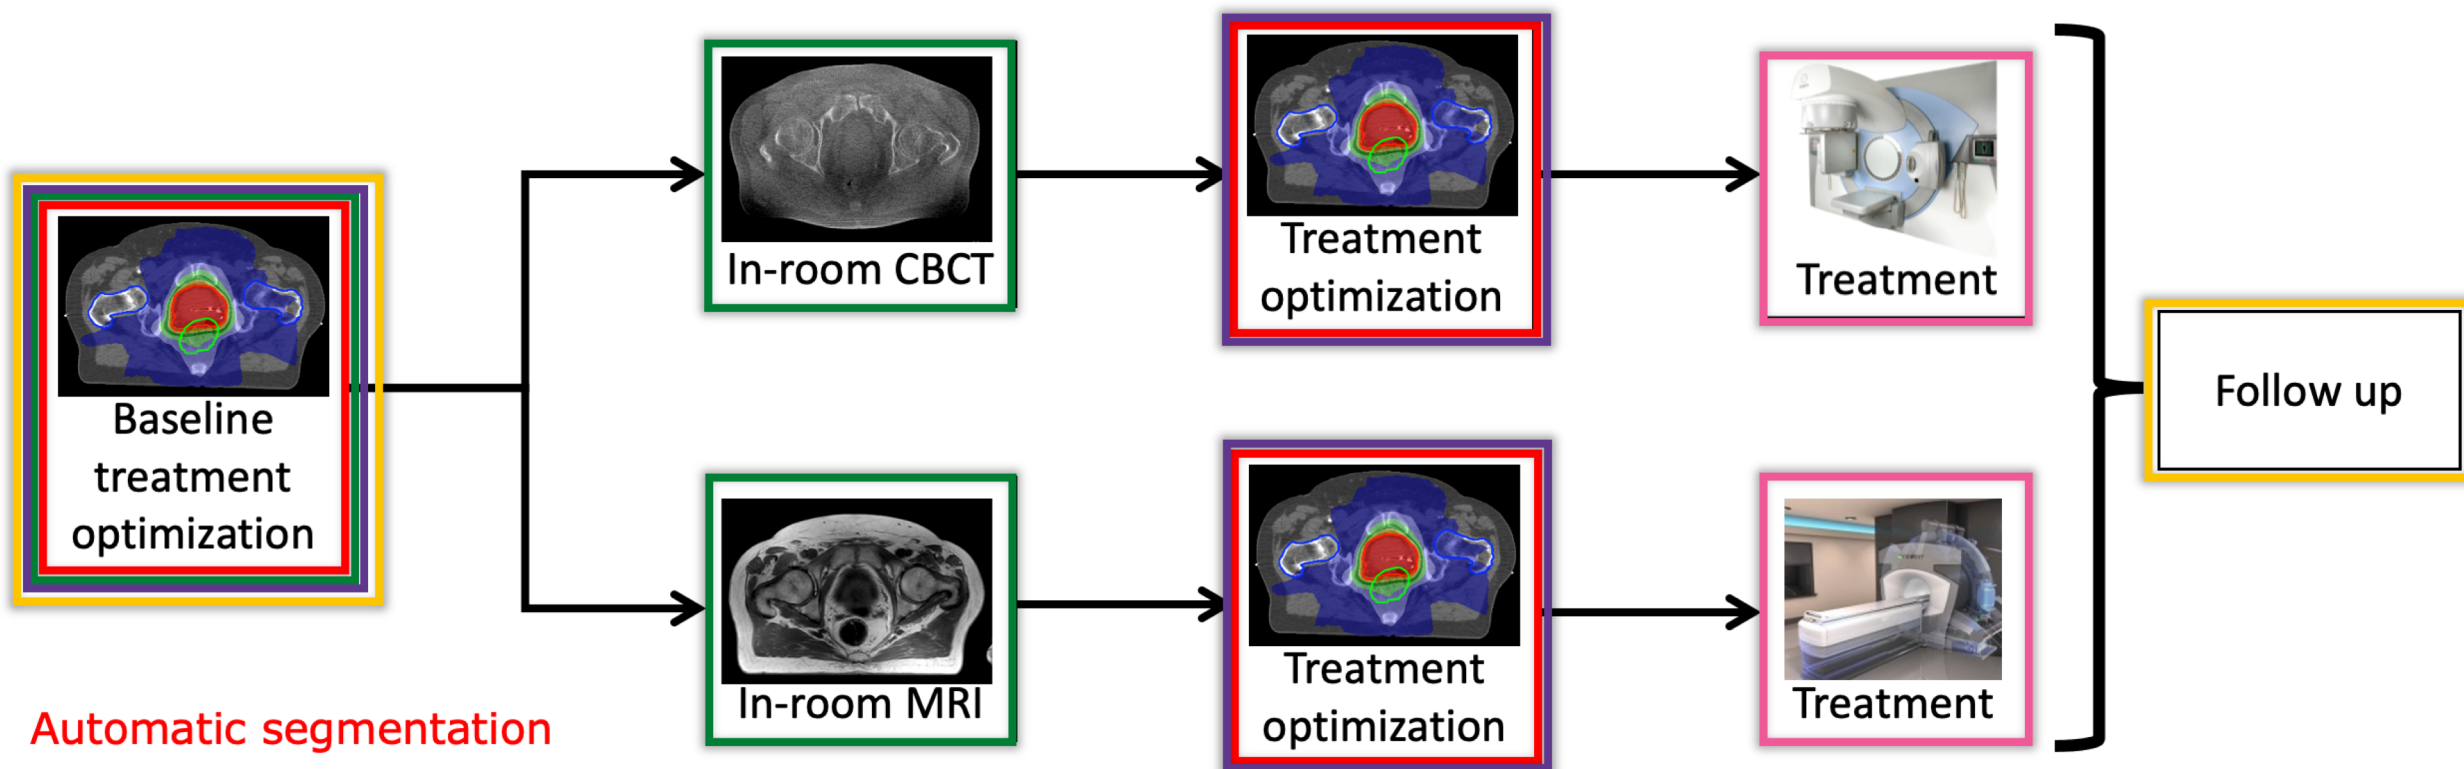 Baseline
treatment
optimization
In-room CBCT
Treatment
optimization
Treatment
In-room MRI
Treatment
optimization
Treatment
Follow up
Automatic segmentation